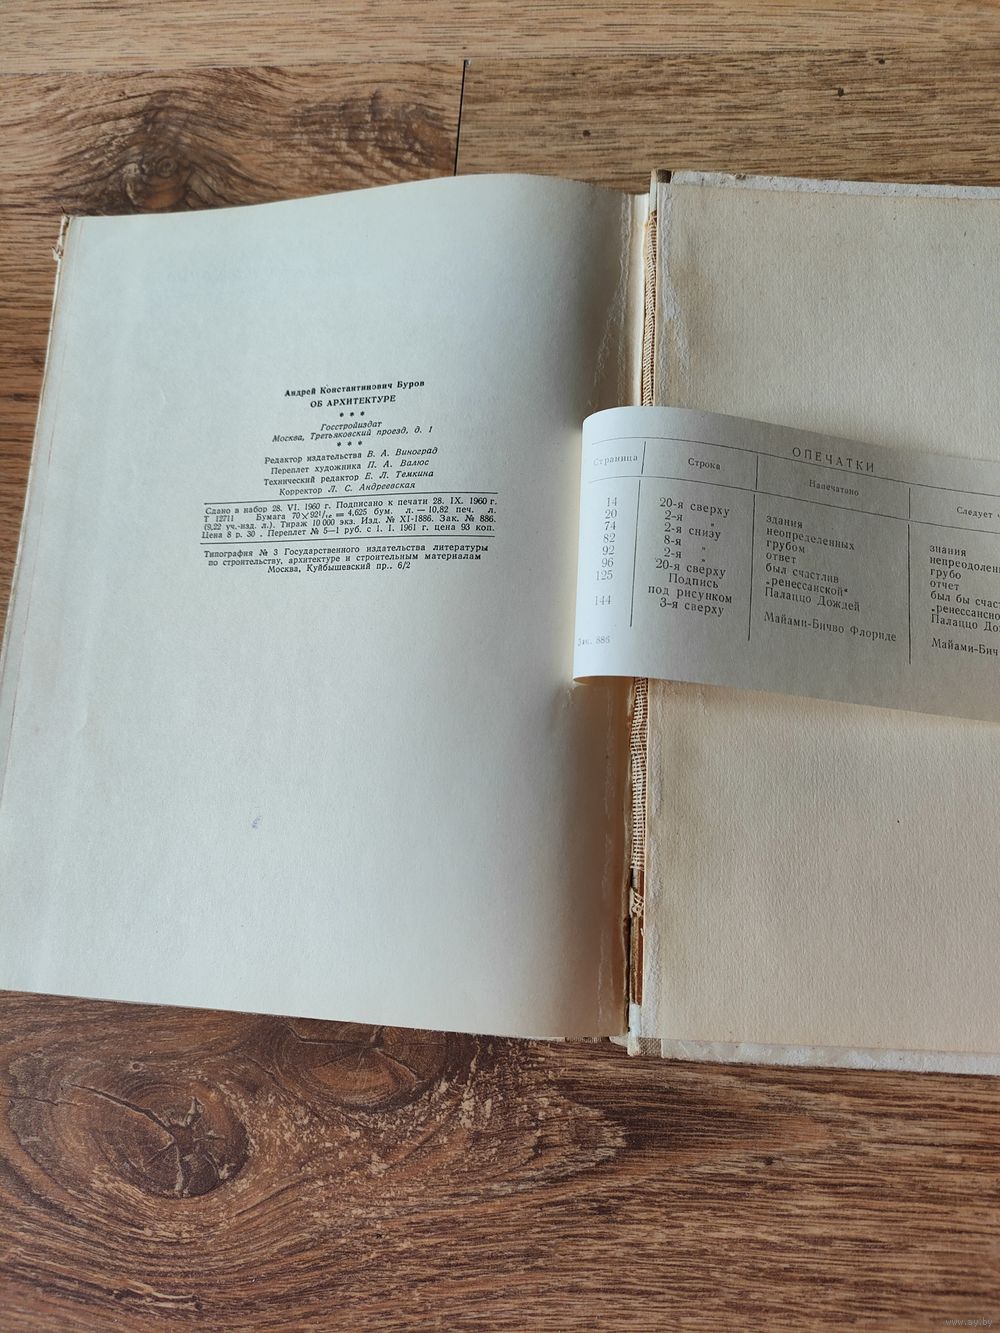 Андрей Константинович Буров
ОБ АРХИТЕКТУРЕ
* * *
Госстройиздат
Москва, Третьяковский проезд, д. 1
* * *
Редактор издательства В. А. Виноград
Переплет художника П. А. Валюс
Технический редактор Е. Л. Темкина
Корректор Л. С. Андреевская
Сдано в набор 28. VI. 1960 г. Подписано к печати 28. IX. 1960 г.
Т 12711 Бумага 70×92¹/₁₆ = 4,625 бум. л. — 10,82 печ. л.
(9,22 уч.-изд. л.). Тираж 10 000 экз. Изд. № XI-1886. Зак. № 886.
Цена 8 р. 30 . Переплет № 5—1 руб. с 1. I. 1961 г. цена 93 коп.
Типография № 3 Государственного издательства литературы
по строительству, архитектуре и строительным материалам
Москва, Куйбышевский пр., 6/2
ОПЕЧАТКИ
Страница Строка Напечатано Следует
14 20-я сверху здания знания
20 2-я „ неопределенных непреодолен
74 2-я снизу грубом грубо
82 8-я „ ответ отчет
92 2-я „ был счастлив был бы счаст
96 20-я сверху „ренессанской“ „ренессансно
125 Подпись под рисунком Палаццо Дождей Палаццо До
144 3-я сверху Майами-Бичво Флориде Майами-Бич
Зак. 886
www.ay.by